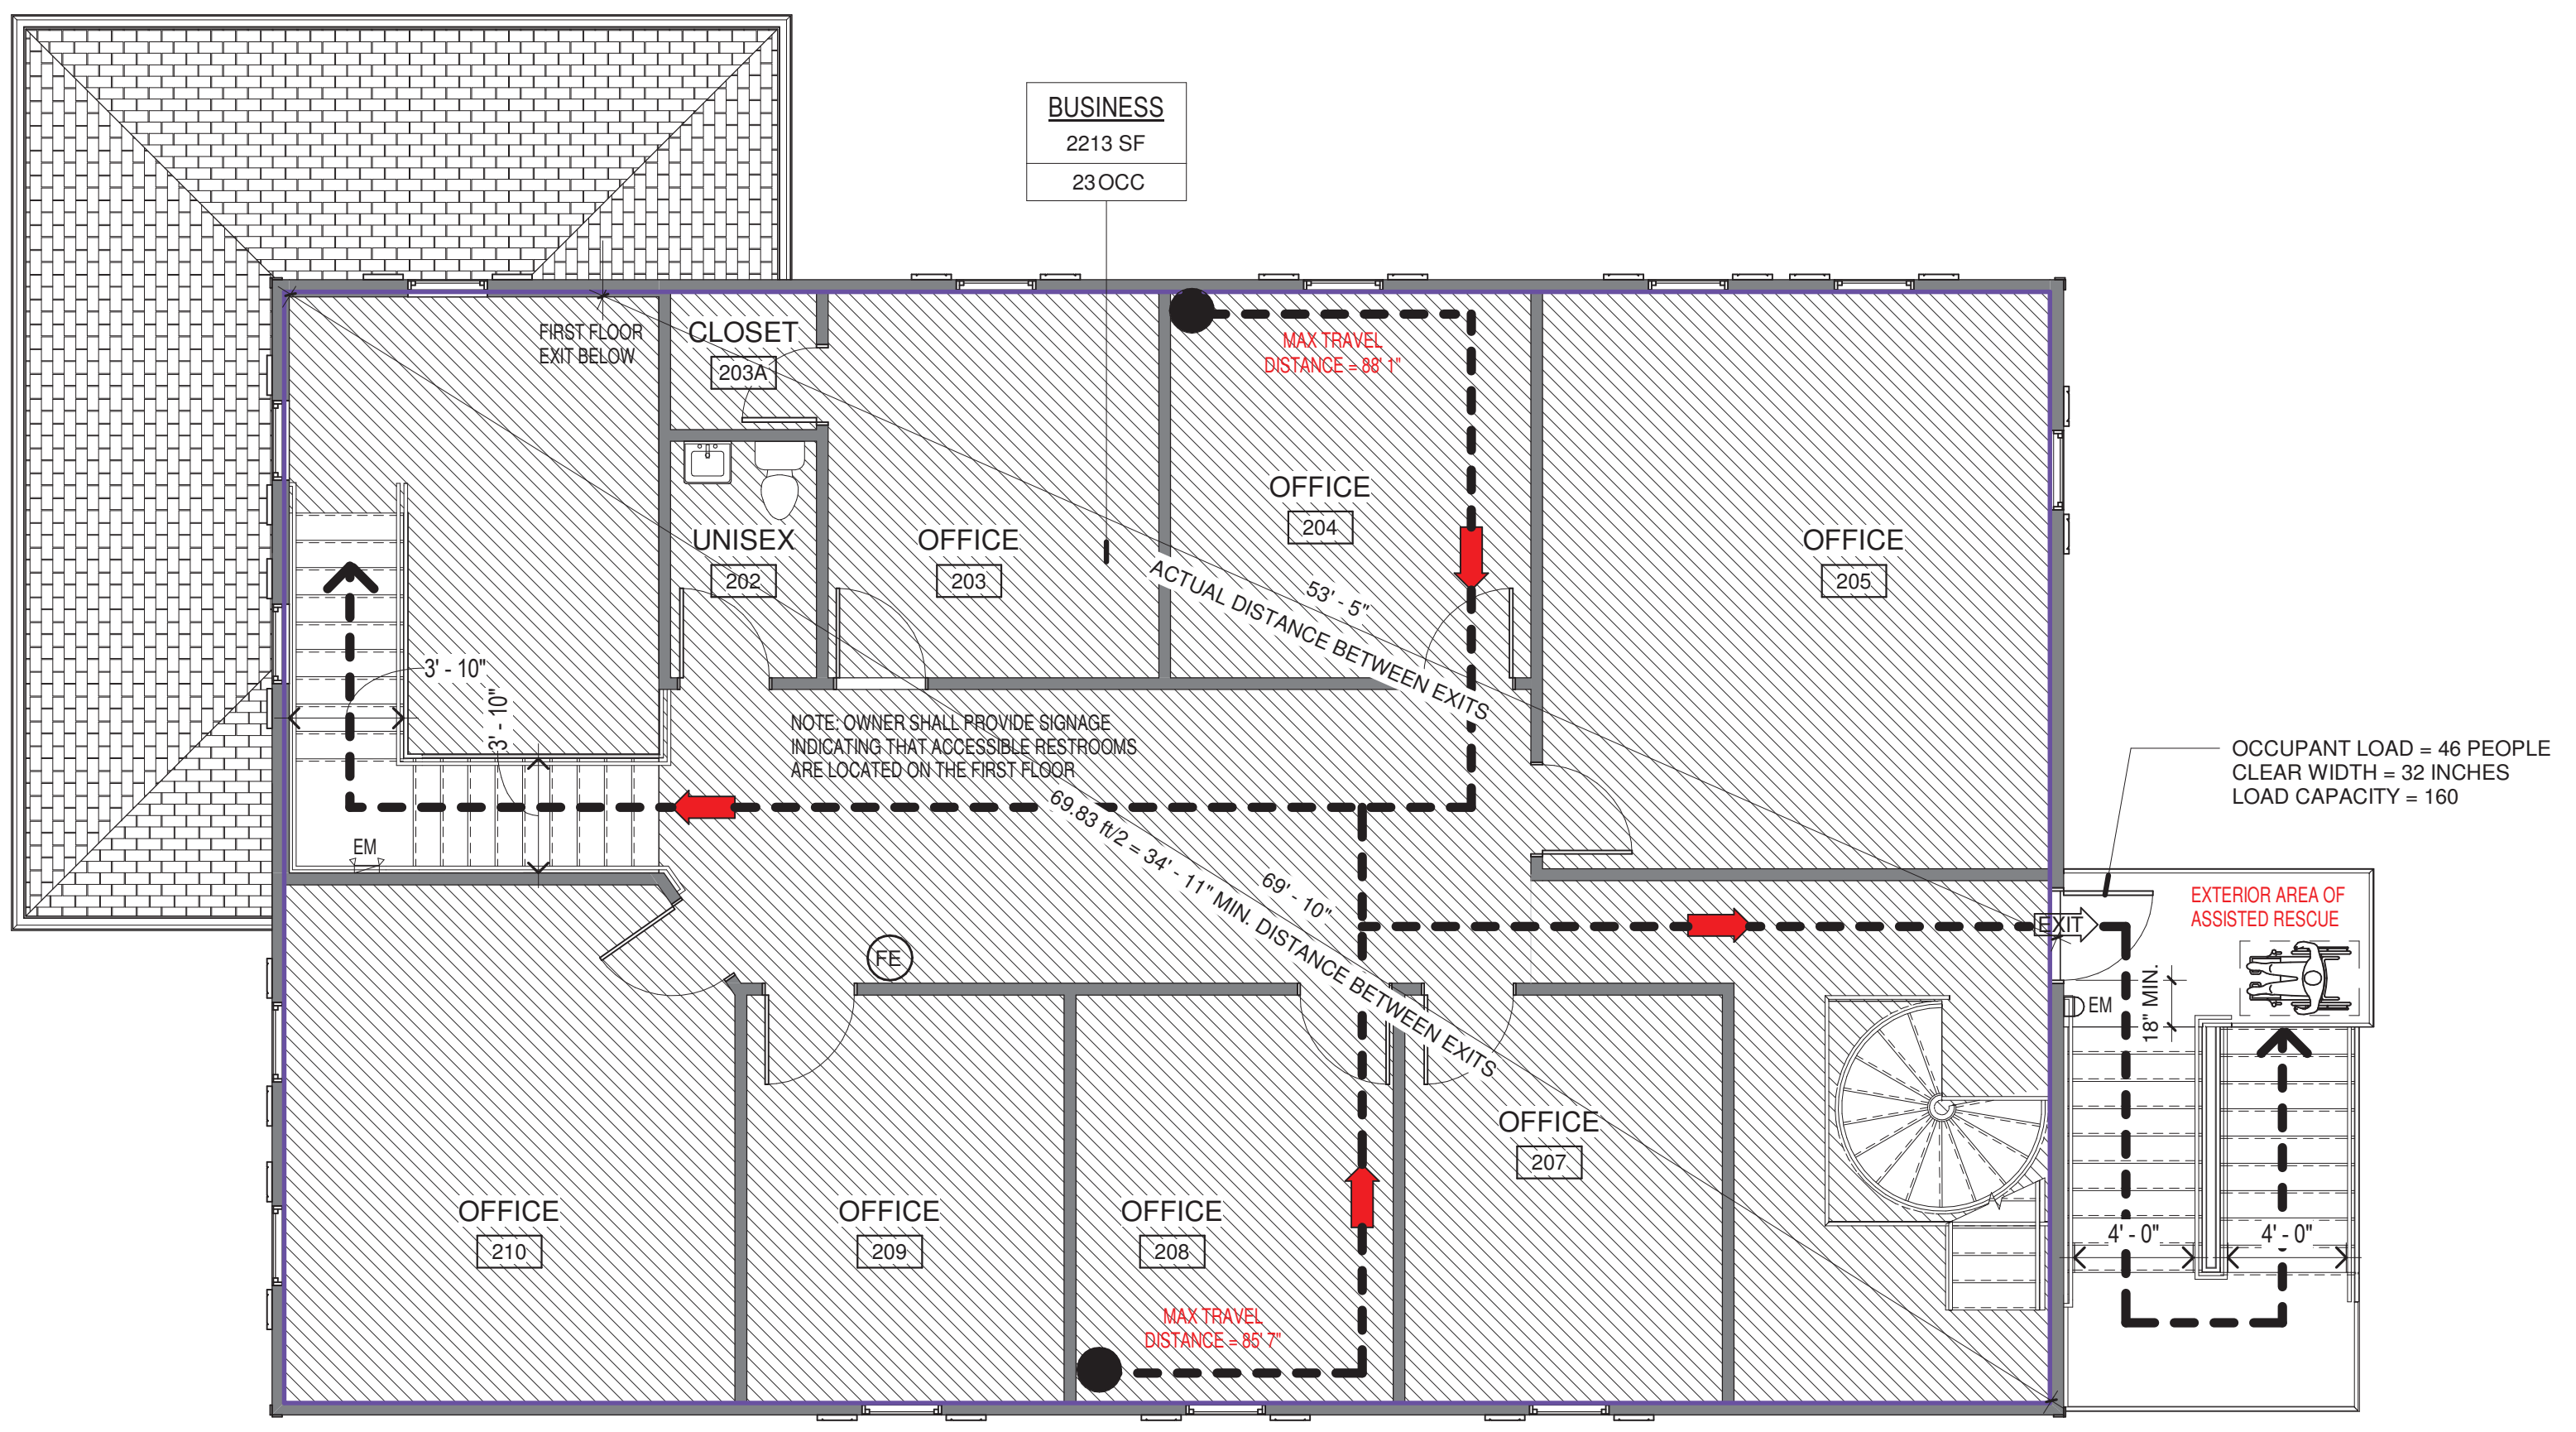 BUSINESS
2213 SF
23 OCC
FIRST FLOOR
EXIT BELOW
CLOSET
203A
MAX TRAVEL
DISTANCE = 88' 1"
OFFICE
204
UNISEX
202
OFFICE
203
OFFICE
205
53' - 5"
ACTUAL DISTANCE BETWEEN EXITS
3' - 10"
3' - 10"
NOTE: OWNER SHALL PROVIDE SIGNAGE
INDICATING THAT ACCESSIBLE RESTROOMS
ARE LOCATED ON THE FIRST FLOOR
OCCUPANT LOAD = 46 PEOPLE
CLEAR WIDTH = 32 INCHES
LOAD CAPACITY = 160
EM
69' - 10"
69.83 ft/2 = 34' - 11" MIN. DISTANCE BETWEEN EXITS
EXIT
EXTERIOR AREA OF
ASSISTED RESCUE
FE
18" MIN.
EM
OFFICE
207
OFFICE
210
OFFICE
209
OFFICE
208
4' - 0"
4' - 0"
MAX TRAVEL
DISTANCE = 85' 7"